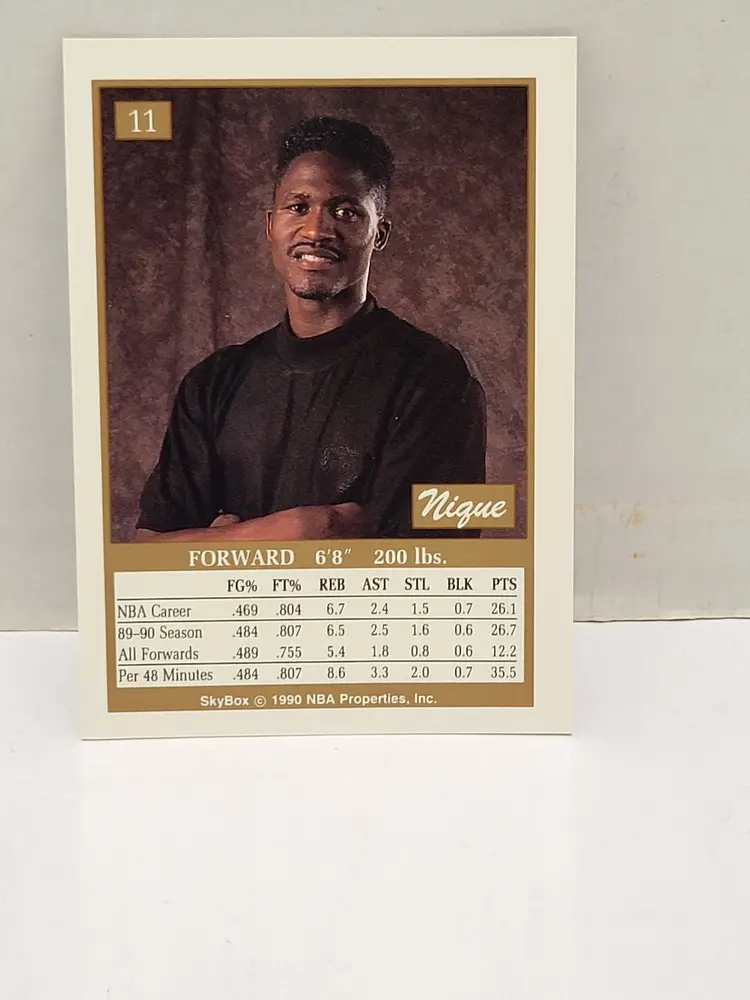 11
Nique
FORWARD 6'8" 200 lbs.
FG% FT% REB AST STL BLK PTS
NBA Career .469 .804 6.7 2.4 1.5 0.7 26.1
89–90 Season .484 .807 6.5 2.5 1.6 0.6 26.7
All Forwards .489 .755 5.4 1.8 0.8 0.6 12.2
Per 48 Minutes .484 .807 8.6 3.3 2.0 0.7 35.5
SkyBox © 1990 NBA Properties, Inc.